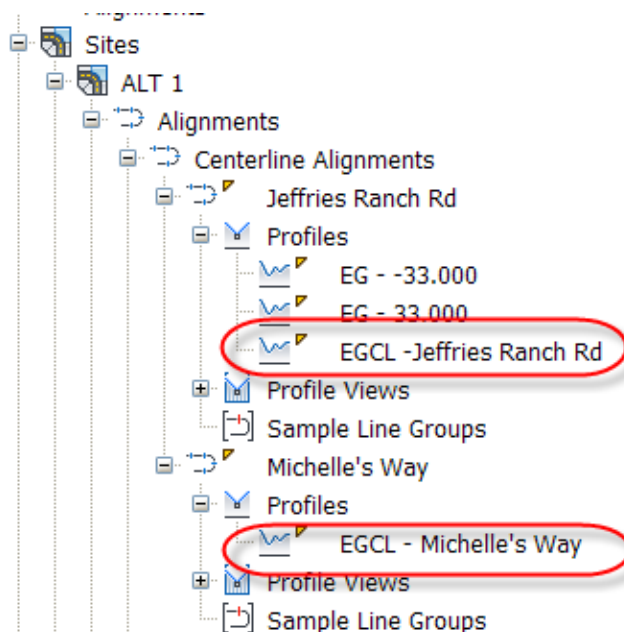 Alignments
Sites
ALT 1
Alignments
Centerline Alignments
Jeffries Ranch Rd
Profiles
EG - -33.000
EG - 33.000
EGCL -Jeffries Ranch Rd
Profile Views
Sample Line Groups
Michelle's Way
Profiles
EGCL - Michelle's Way
Profile Views
Sample Line Groups